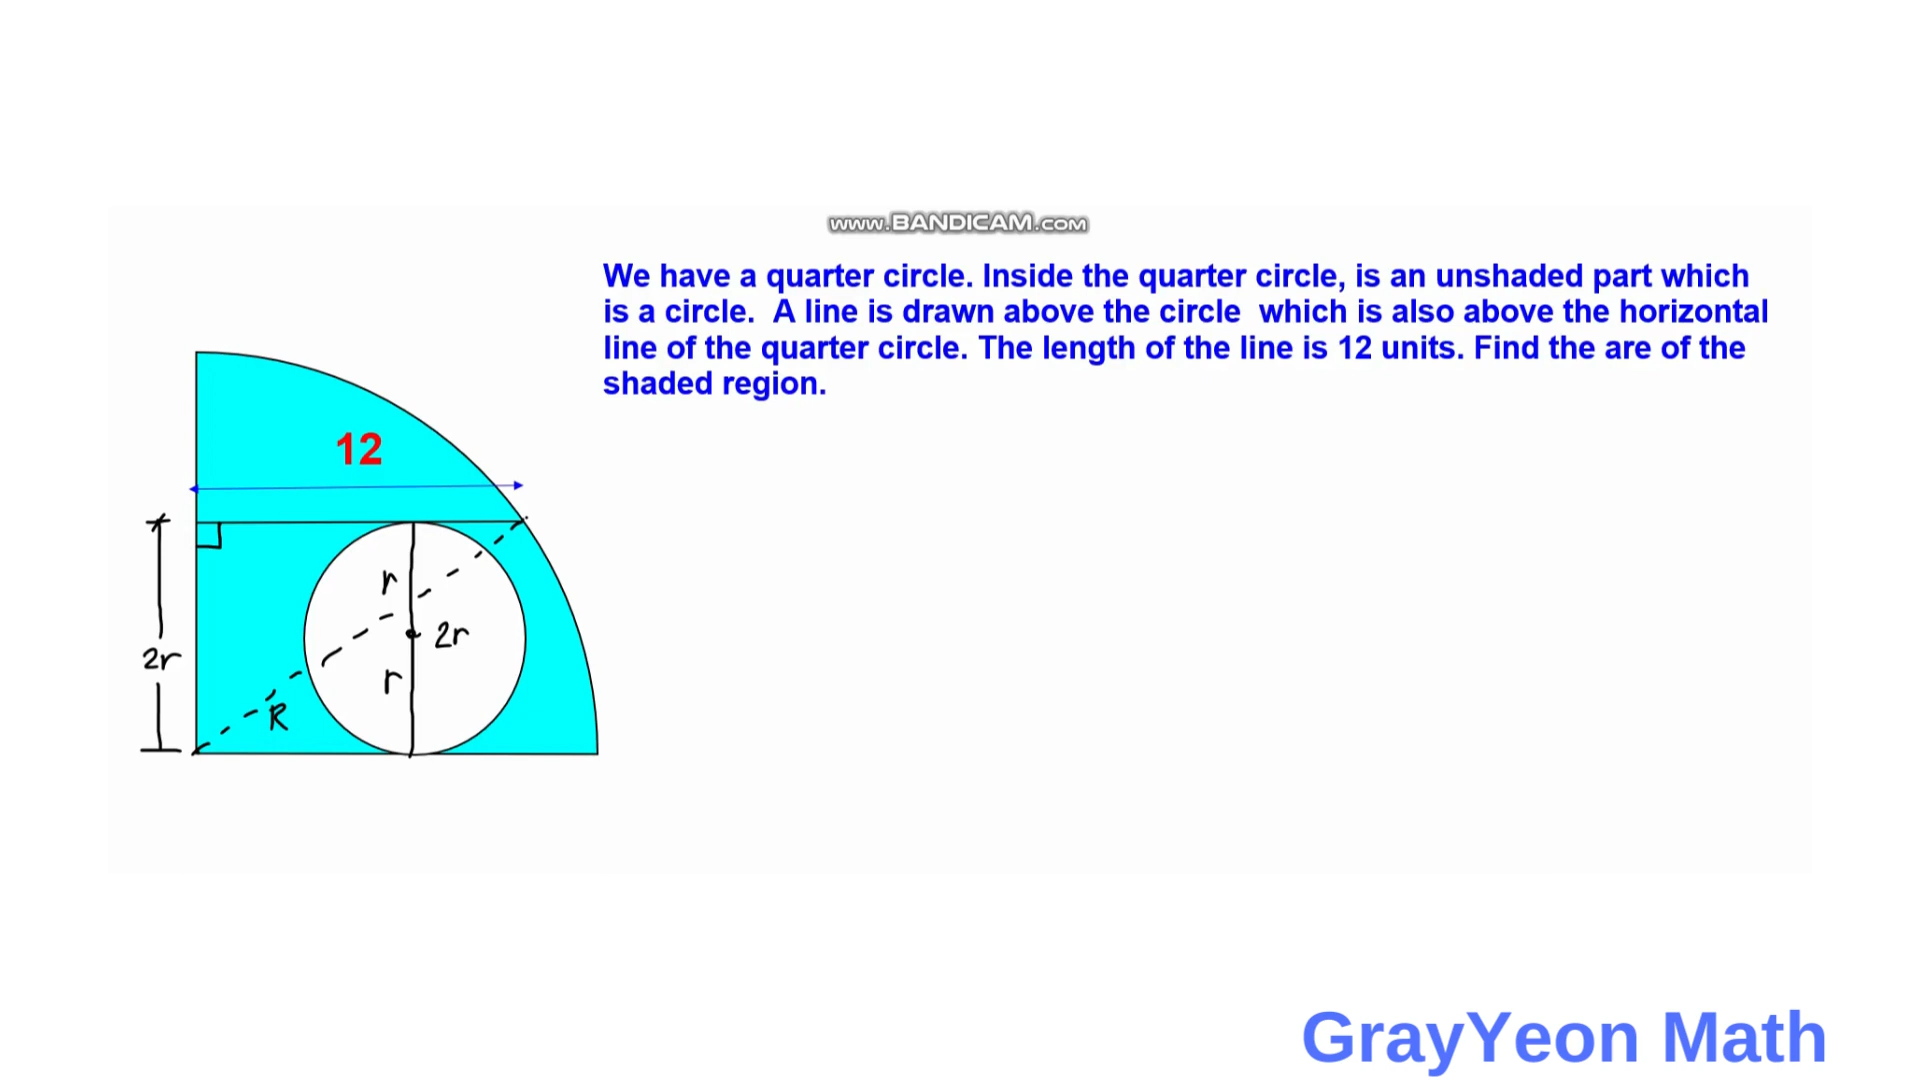 www.BANDICAM.com
We have a quarter circle. Inside the quarter circle, is an unshaded part which
is a circle.  A line is drawn above the circle  which is also above the horizontal
line of the quarter circle. The length of the line is 12 units. Find the are of the
shaded region.
12
r
2r
2r
r
R
GrayYeon Math